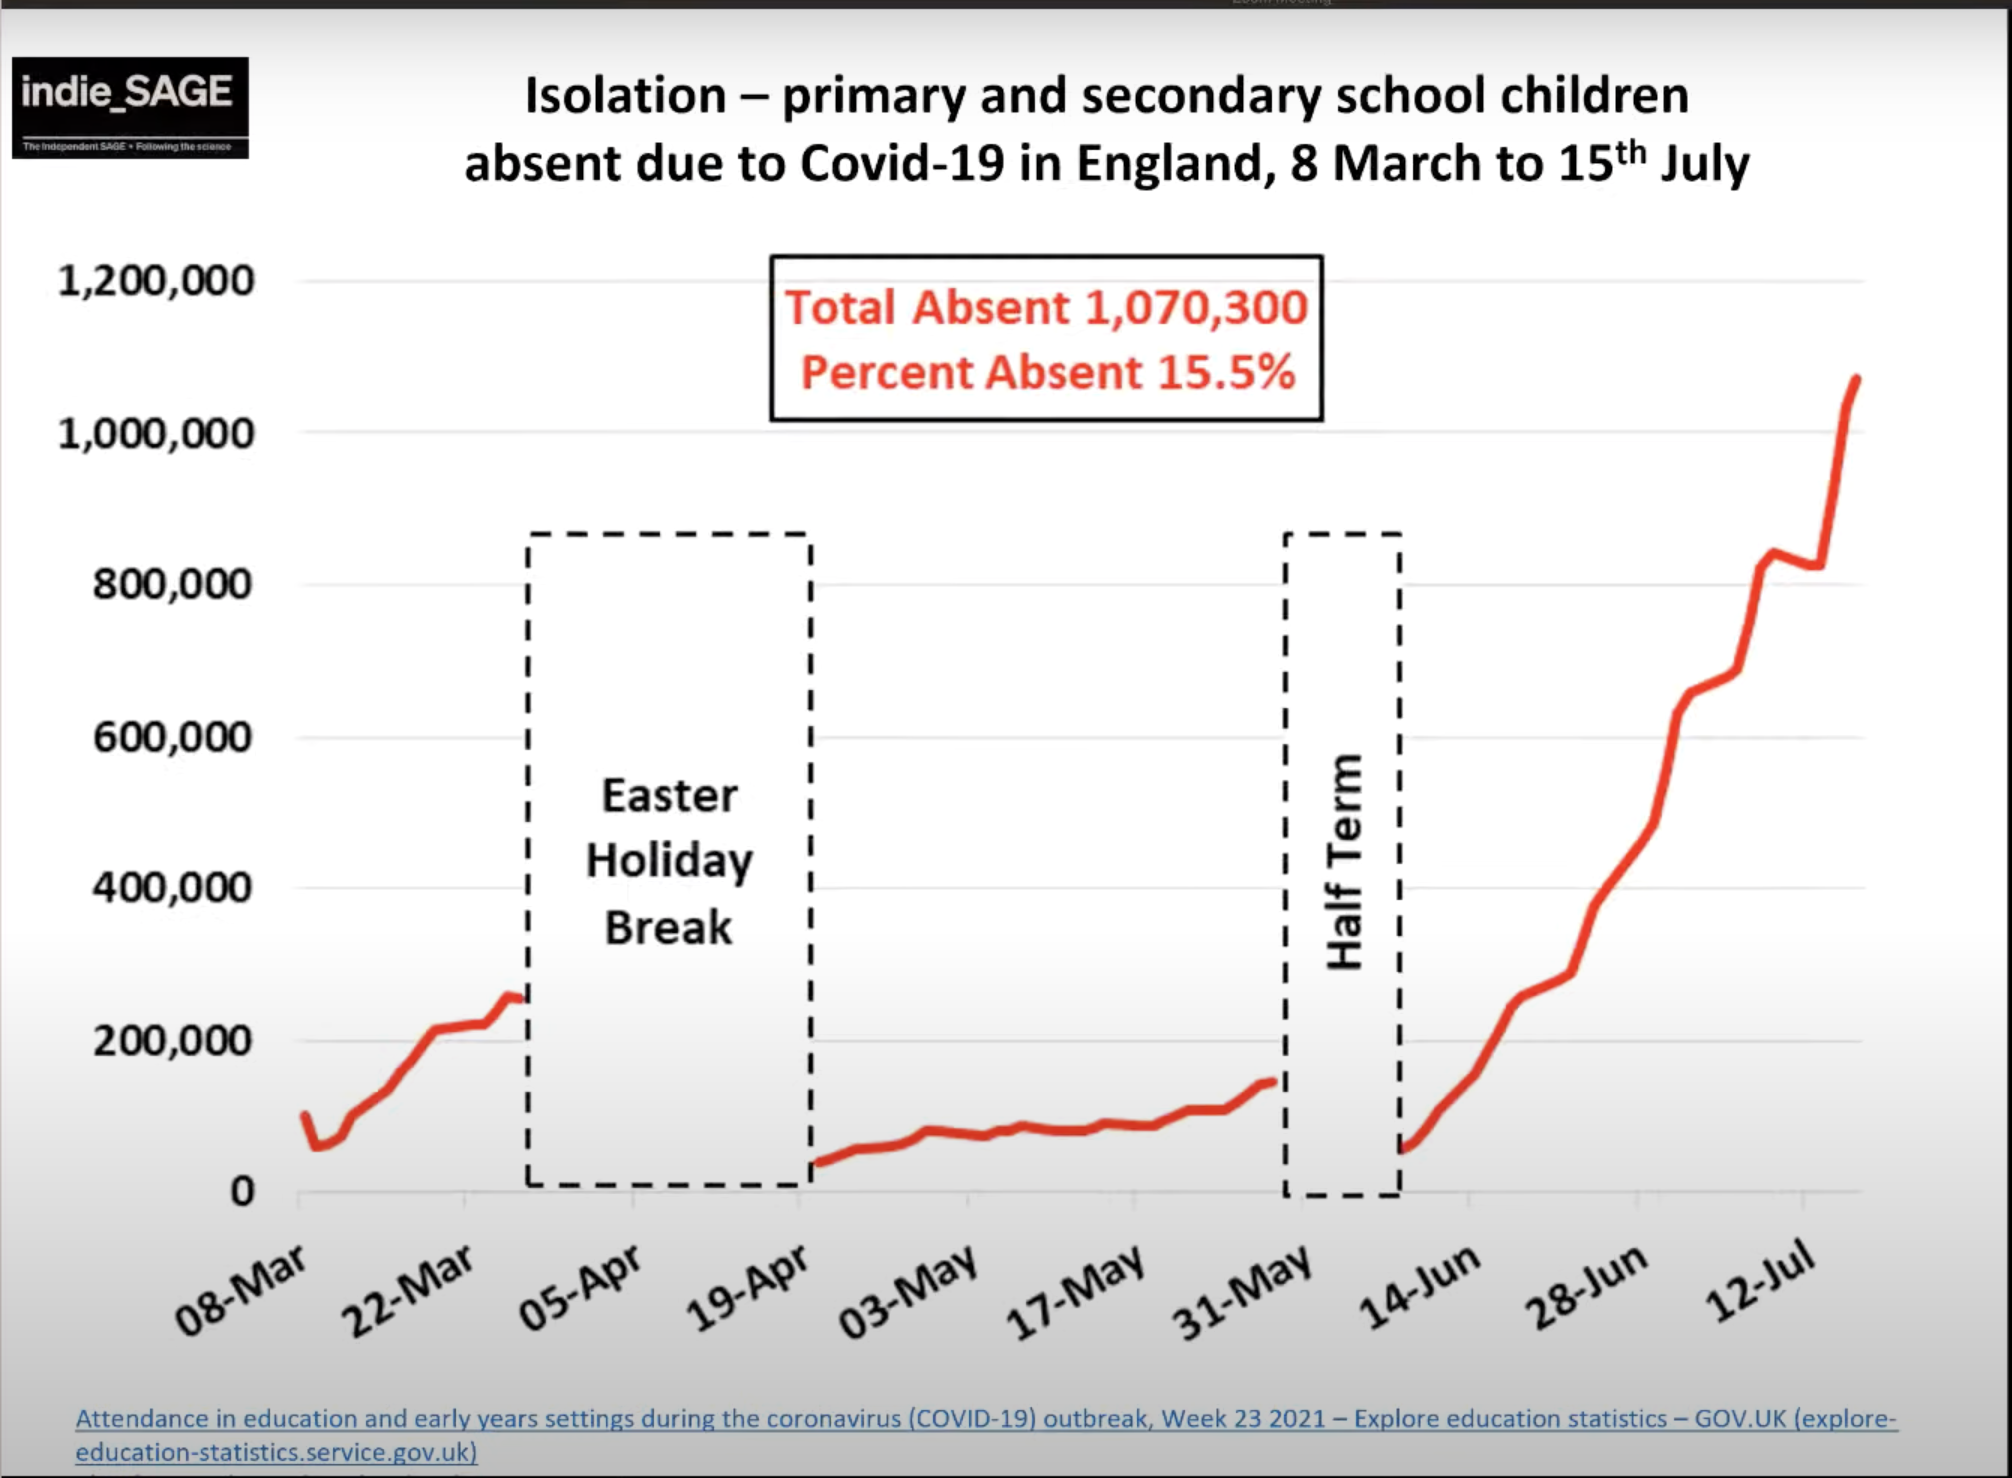 Zoom Meeting
indie_SAGE
The Independent SAGE • Following the science
Isolation – primary and secondary school children
absent due to Covid-19 in England, 8 March to 15th July
1,200,000
Total Absent 1,070,300
Percent Absent 15.5%
1,000,000
800,000
600,000
Easter
Holiday
Break
Half Term
400,000
200,000
0
08-Mar
22-Mar
05-Apr
19-Apr
03-May
17-May
31-May
14-Jun
28-Jun
12-Jul
Attendance in education and early years settings during the coronavirus (COVID-19) outbreak, Week 23 2021 – Explore education statistics – GOV.UK (explore-
education-statistics.service.gov.uk)